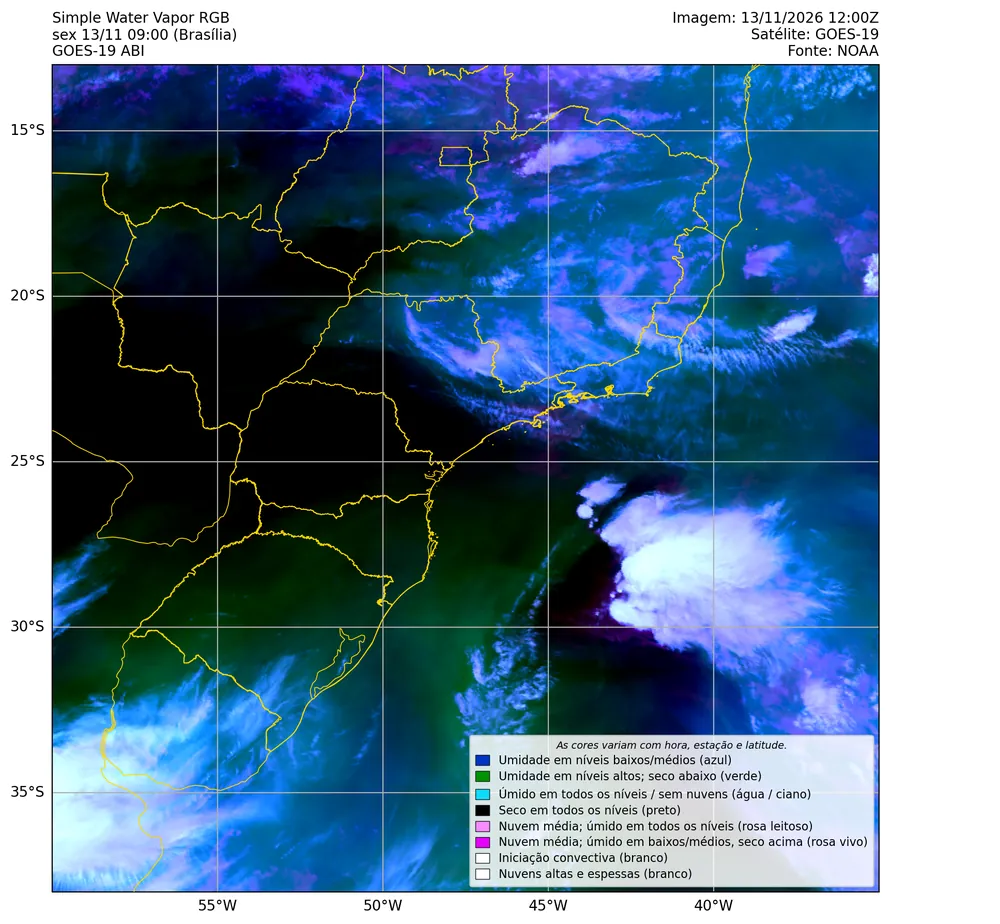 Simple Water Vapor RGB
sex 13/11 09:00 (Brasília)
GOES-19 ABI
Imagem: 13/11/2026 12:00Z
Satélite: GOES-19
Fonte: NOAA
15°S
20°S
25°S
30°S
35°S
As cores variam com hora, estação e latitude.
Umidade em níveis baixos/médios (azul)
Umidade em níveis altos; seco abaixo (verde)
Úmido em todos os níveis / sem nuvens (água / ciano)
Seco em todos os níveis (preto)
Nuvem média; úmido em todos os níveis (rosa leitoso)
Nuvem média; úmido em baixos/médios, seco acima (rosa vivo)
Iniciação convectiva (branco)
Nuvens altas e espessas (branco)
55°W
50°W
45°W
40°W